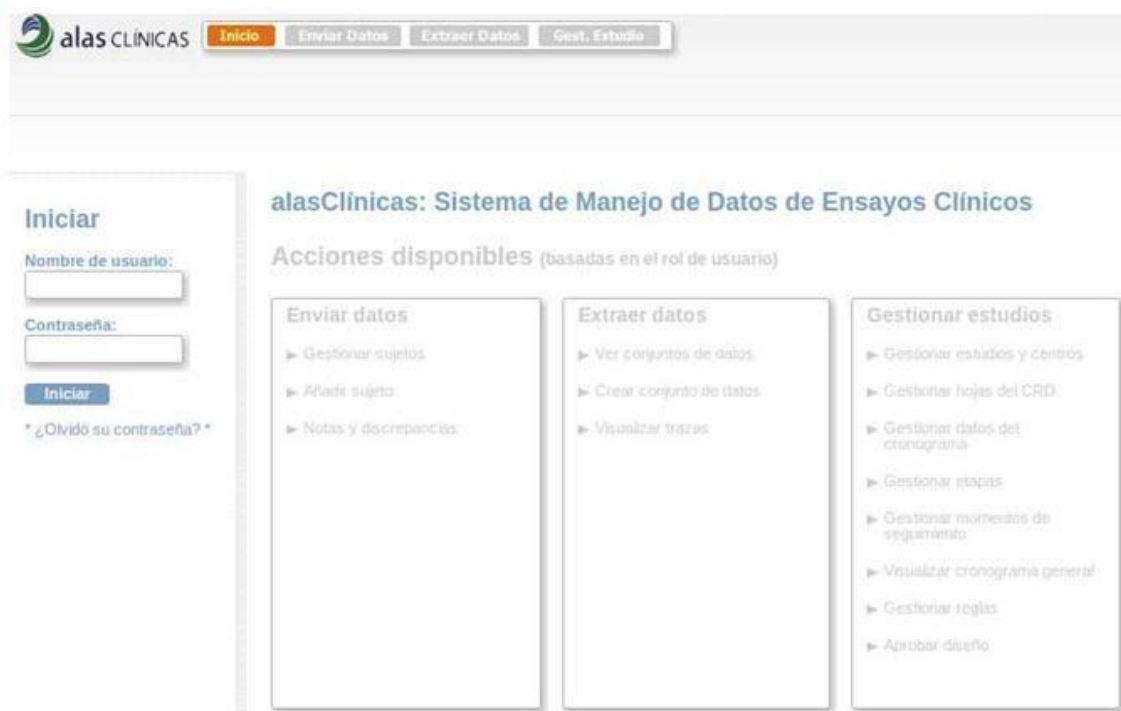 alas CLÍNICAS
Inicio
Enviar Datos
Extraer Datos
Gest. Estudio
Iniciar
Nombre de usuario:
Contraseña:
Iniciar
* ¿Olvidó su contraseña? *
alasClínicas: Sistema de Manejo de Datos de Ensayos Clínicos
Acciones disponibles (basadas en el rol de usuario)
Enviar datos
► Gestionar sujetos
► Añadir sujeto
► Notas y discrepancias
Extraer datos
► Ver conjuntos de datos
► Crear conjunto de datos
► Visualizar trazas
Gestionar estudios
► Gestionar estudios y centros
► Gestionar hojas del CRD
► Gestionar datos del
cronograma
► Gestionar etapas
► Gestionar momentos de
seguimiento
► Visualizar cronograma general
► Gestionar reglas
► Aprobar diseño